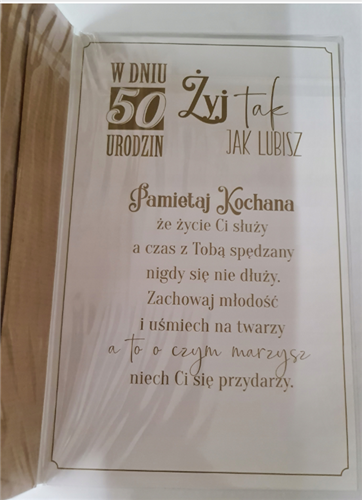 W DNIU
50
URODZIN
Żyj tak
JAK LUBISZ
Pamiętaj Kochana
że życie Ci służy
a czas z Tobą spędzany
nigdy się nie dłuży.
Zachowaj młodość
i uśmiech na twarzy
a to o czym marzysz
niech Ci się przydarzy.